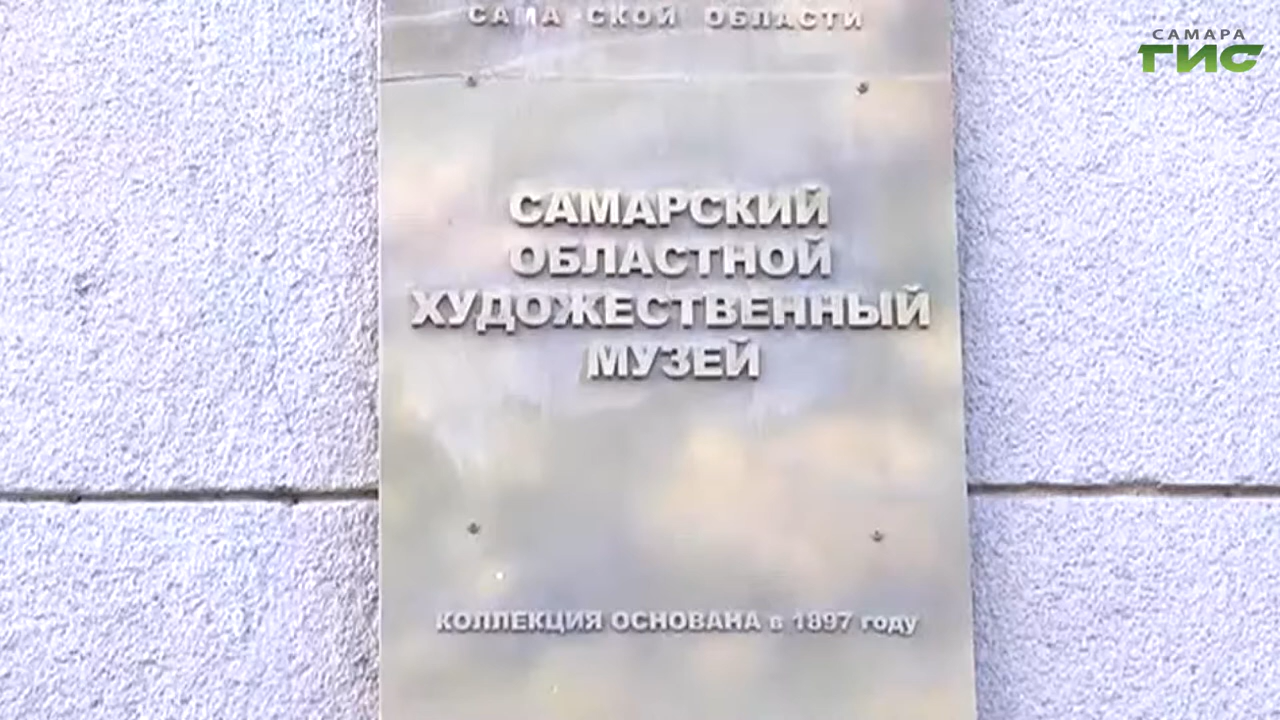 САМА СКОЙ ОБЛАСТИ
САМАРА
ГИС
САМАРСКИЙ
ОБЛАСТНОЙ
ХУДОЖЕСТВЕННЫЙ
МУЗЕЙ
КОЛЛЕКЦИЯ ОСНОВАНА в 1897 году